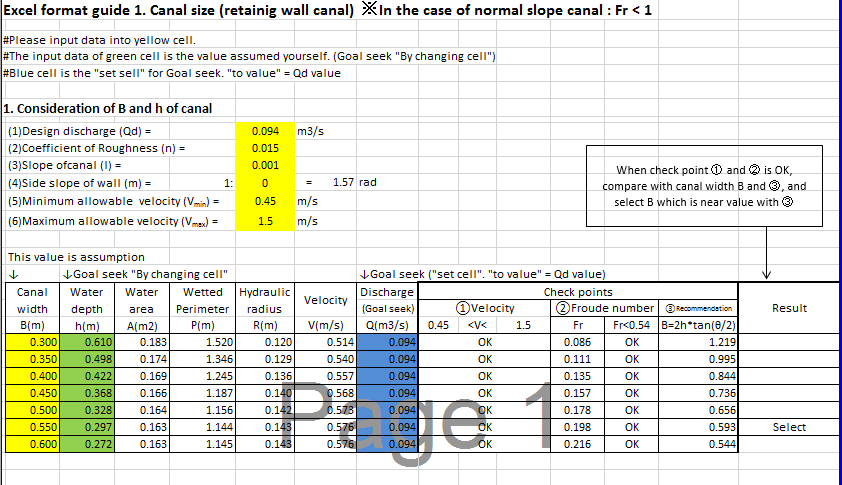 Excel format guide 1. Canal size (retainig wall canal) ※In the case of normal slope canal : Fr < 1
#Please input data into yellow cell.
#The input data of green cell is the value assumed yourself. (Goal seek "By changing cell")
#Blue cell is the "set sell" for Goal seek. "to value" = Qd value
1. Consideration of B and h of canal
(1)Design discharge (Qd) = 0.094 m3/s
(2)Coefficient of Roughness (n) = 0.015
(3)Slope ofcanal (I) = 0.001
(4)Side slope of wall (m) = 1: 0 = 1.57 rad
(5)Minimum allowable velocity (Vmin) = 0.45 m/s
(6)Maximum allowable velocity (Vmax) = 1.5 m/s
When check point ① and ② is OK,
compare with canal width B and ③, and
select B which is near value with ③
This value is assumption
↓ ↓Goal seek "By changing cell" ↓Goal seek ("set cell". "to value" = Qd value)
Canal Water Water Wetted Hydraulic Velocity Discharge Check points Result
width depth area Perimeter radius (Goal seek) ①Velocity ②Froude number ③Recommendation
B(m) h(m) A(m2) P(m) R(m) V(m/s) Q(m3/s) 0.45 <V< 1.5 Fr Fr<0.54 B=2h*tan(θ/2)
0.300 0.610 0.183 1.520 0.120 0.514 0.094 OK 0.086 OK 1.219
0.350 0.498 0.174 1.346 0.129 0.540 0.094 OK 0.111 OK 0.995
0.400 0.422 0.169 1.245 0.136 0.557 0.094 OK 0.135 OK 0.844
0.450 0.368 0.166 1.187 0.140 0.568 0.094 OK 0.157 OK 0.736
0.500 0.328 0.164 1.156 0.142 0.573 0.094 OK 0.178 OK 0.656
0.550 0.297 0.163 1.144 0.143 0.576 0.094 OK 0.198 OK 0.593 Select
0.600 0.272 0.163 1.145 0.143 0.576 0.094 OK 0.216 OK 0.544
Page 1